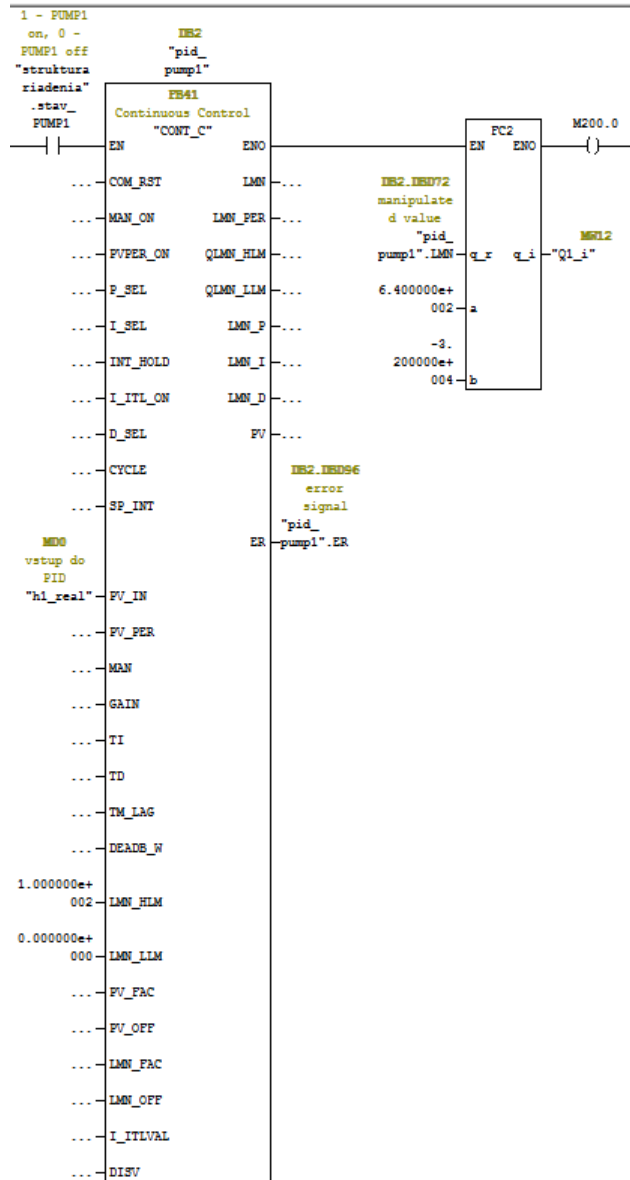 1 - PUMP1
on, 0 -
PUMP1 off
"struktura
riadenia"
.stav_
PUMP1
DB2
"pid_
pump1"
FB41
Continuous Control
"CONT_C"
EN ENO
... COM_RST LMN ...
... MAN_ON LMN_PER ...
... PVPER_ON QLMN_HLM ...
... P_SEL QLMN_LLM ...
... I_SEL LMN_P ...
... INT_HOLD LMN_I ...
... I_ITL_ON LMN_D ...
... D_SEL PV ...
... CYCLE
... SP_INT
DB2.DBD96
error
signal
"pid_
ER pump1".ER
MD0
vstup do
PID
"h1_real" PV_IN
... PV_PER
... MAN
... GAIN
... TI
... TD
... TM_LAG
... DEADB_W
1.000000e+
002 LMN_HLM
0.000000e+
000 LMN_LLM
... PV_FAC
... PV_OFF
... LMN_FAC
... LMN_OFF
... I_ITLVAL
... DISV
FC2
EN ENO
M200.0
DB2.DBD72
manipulate
d value
"pid_
pump1".LMN q_r
MW12
q_i "Q1_i"
6.400000e+
002 a
-3.
200000e+
004 b